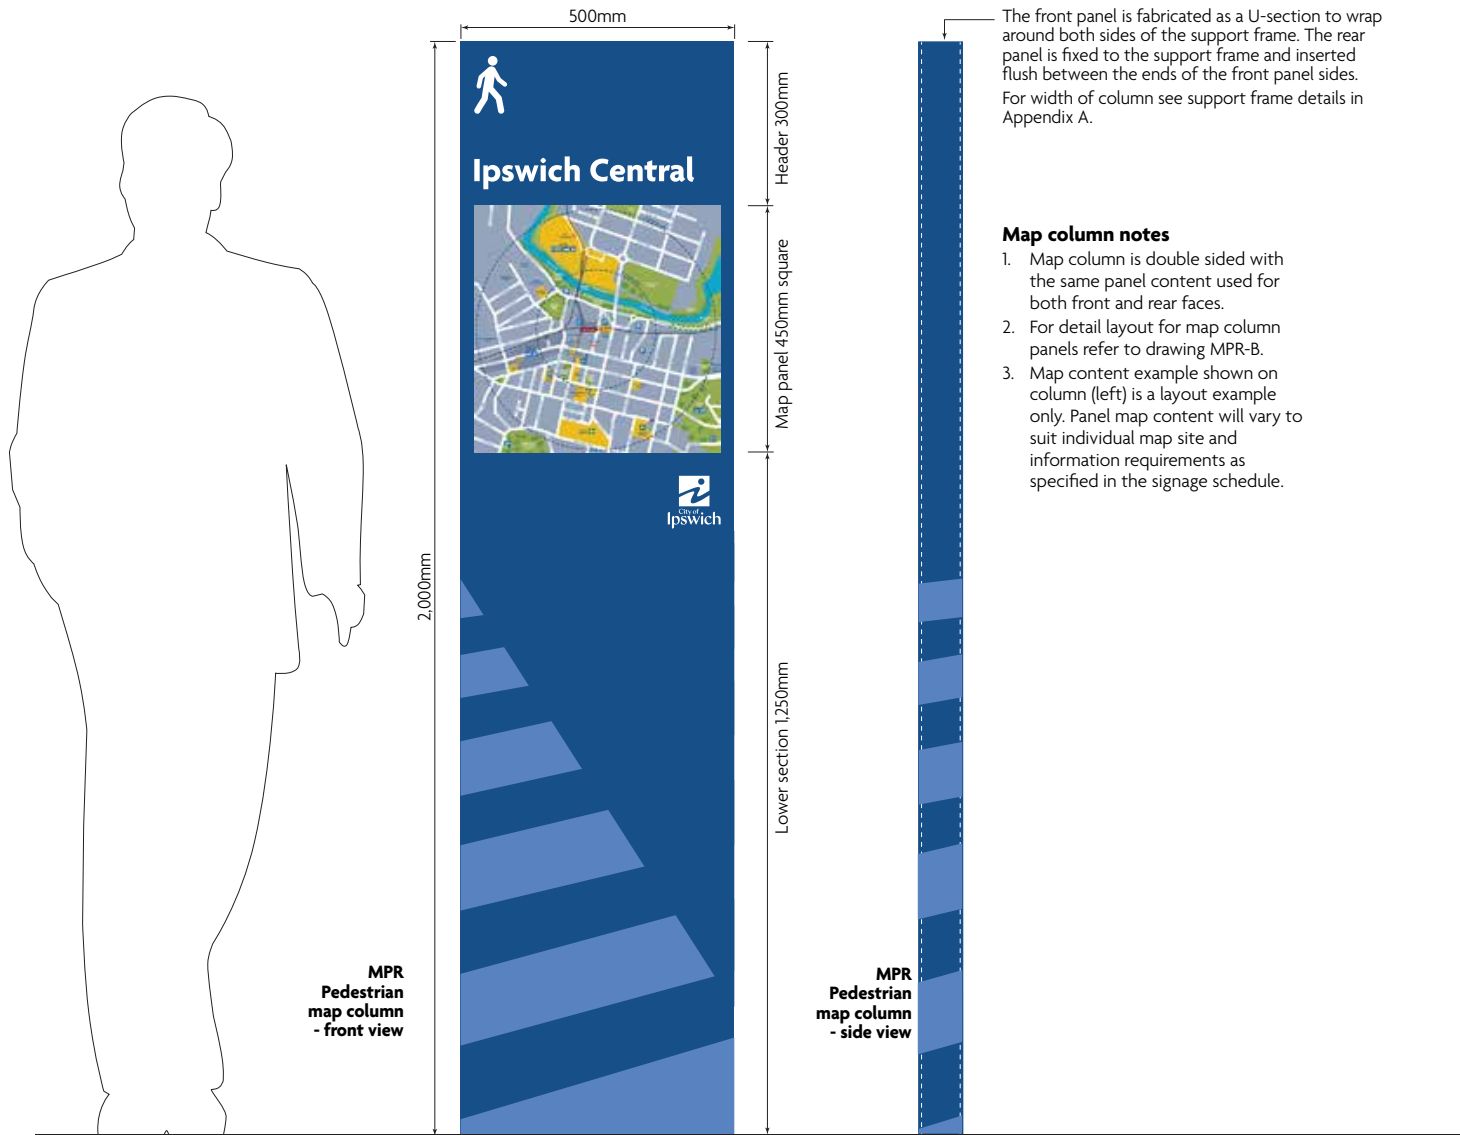 500mm
2,000mm
Ipswich Central
City of
Ipswich
Header 300mm
Map panel 450mm square
Lower section 1,250mm
MPR
Pedestrian
map column
- front view
MPR
Pedestrian
map column
- side view
The front panel is fabricated as a U-section to wrap
around both sides of the support frame. The rear
panel is fixed to the support frame and inserted
flush between the ends of the front panel sides.
For width of column see support frame details in
Appendix A.
Map column notes
1. Map column is double sided with
the same panel content used for
both front and rear faces.
2. For detail layout for map column
panels refer to drawing MPR-B.
3. Map content example shown on
column (left) is a layout example
only. Panel map content will vary to
suit individual map site and
information requirements as
specified in the signage schedule.